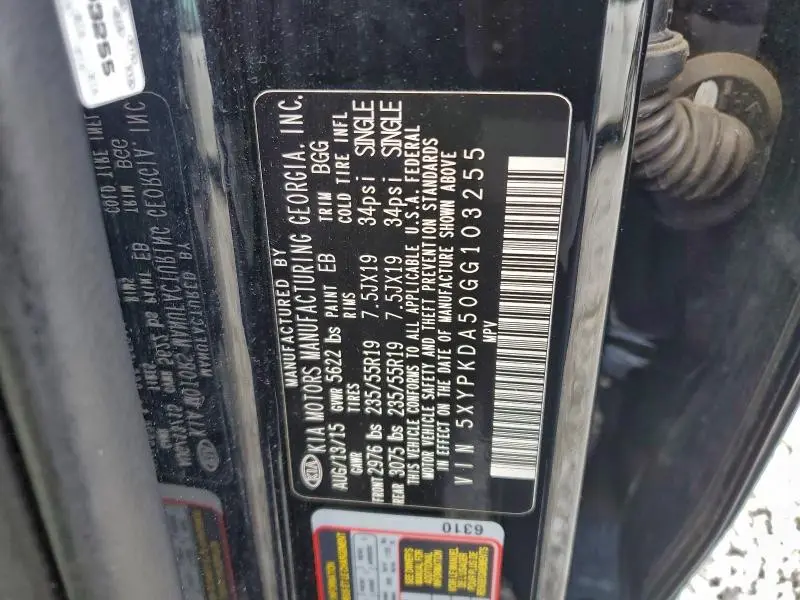 MANUFACTURED BY
KIA KIA MOTORS MANUFACTURING GEORGIA, INC.
AUG/13/15 GVWR 5622 lbs PAINT EB TRIM BGG
GAWR TIRES RIMS COLD TIRE INFL
FRONT 2976 lbs 235/55R19 7.5JX19 34psi SINGLE
REAR 3075 lbs 235/55R19 7.5JX19 34psi SINGLE
THIS VEHICLE CONFORMS TO ALL APPLICABLE U.S.A. FEDERAL
MOTOR VEHICLE SAFETY AND THEFT PREVENTION STANDARDS
IN EFFECT ON THE DATE OF MANUFACTURE SHOWN ABOVE
VIN 5XYPKDA50GG103255
MPV
6310
03255